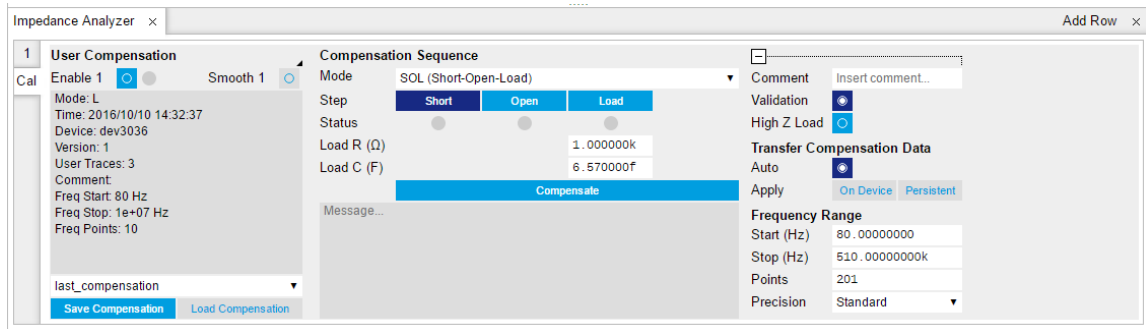 Impedance Analyzer ×
Add Row ×
1
Cal
User Compensation
Enable 1
Smooth 1
Mode: L
Time: 2016/10/10 14:32:37
Device: dev3036
Version: 1
User Traces: 3
Comment:
Freq Start: 80 Hz
Freq Stop: 1e+07 Hz
Freq Points: 10
last_compensation
Save Compensation Load Compensation
Compensation Sequence
Mode SOL (Short-Open-Load)
Step Short Open Load
Status
Load R (Ω) 1.000000k
Load C (F) 6.570000f
Compensate
Message...
Comment Insert comment...
Validation
High Z Load
Transfer Compensation Data
Auto
Apply On Device Persistent
Frequency Range
Start (Hz) 80.00000000
Stop (Hz) 510.00000000k
Points 201
Precision Standard